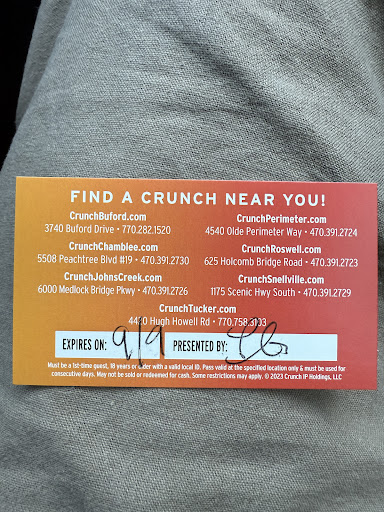 FIND A CRUNCH NEAR YOU!
CrunchBuford.com
3740 Buford Drive • 770.282.1520
CrunchChamblee.com
5508 Peachtree Blvd #19 • 470.391.2730
CrunchJohnsCreek.com
6000 Medlock Bridge Pkwy • 470.391.2726
CrunchPerimeter.com
4540 Olde Perimeter Way • 470.391.2724
CrunchRoswell.com
625 Holcomb Bridge Road • 470.391.2723
CrunchSnellville.com
1175 Scenic Hwy South • 470.391.2729
CrunchTucker.com
4420 Hugh Howell Rd • 770.758.3103
EXPIRES ON: 9/9 PRESENTED BY:
Must be a 1st-time guest, 18 years or older with a valid local ID. Pass valid at the specified location only & must be used for
consecutive days. May not be sold or redeemed for cash. Some restrictions may apply. © 2023 Crunch IP Holdings, LLC